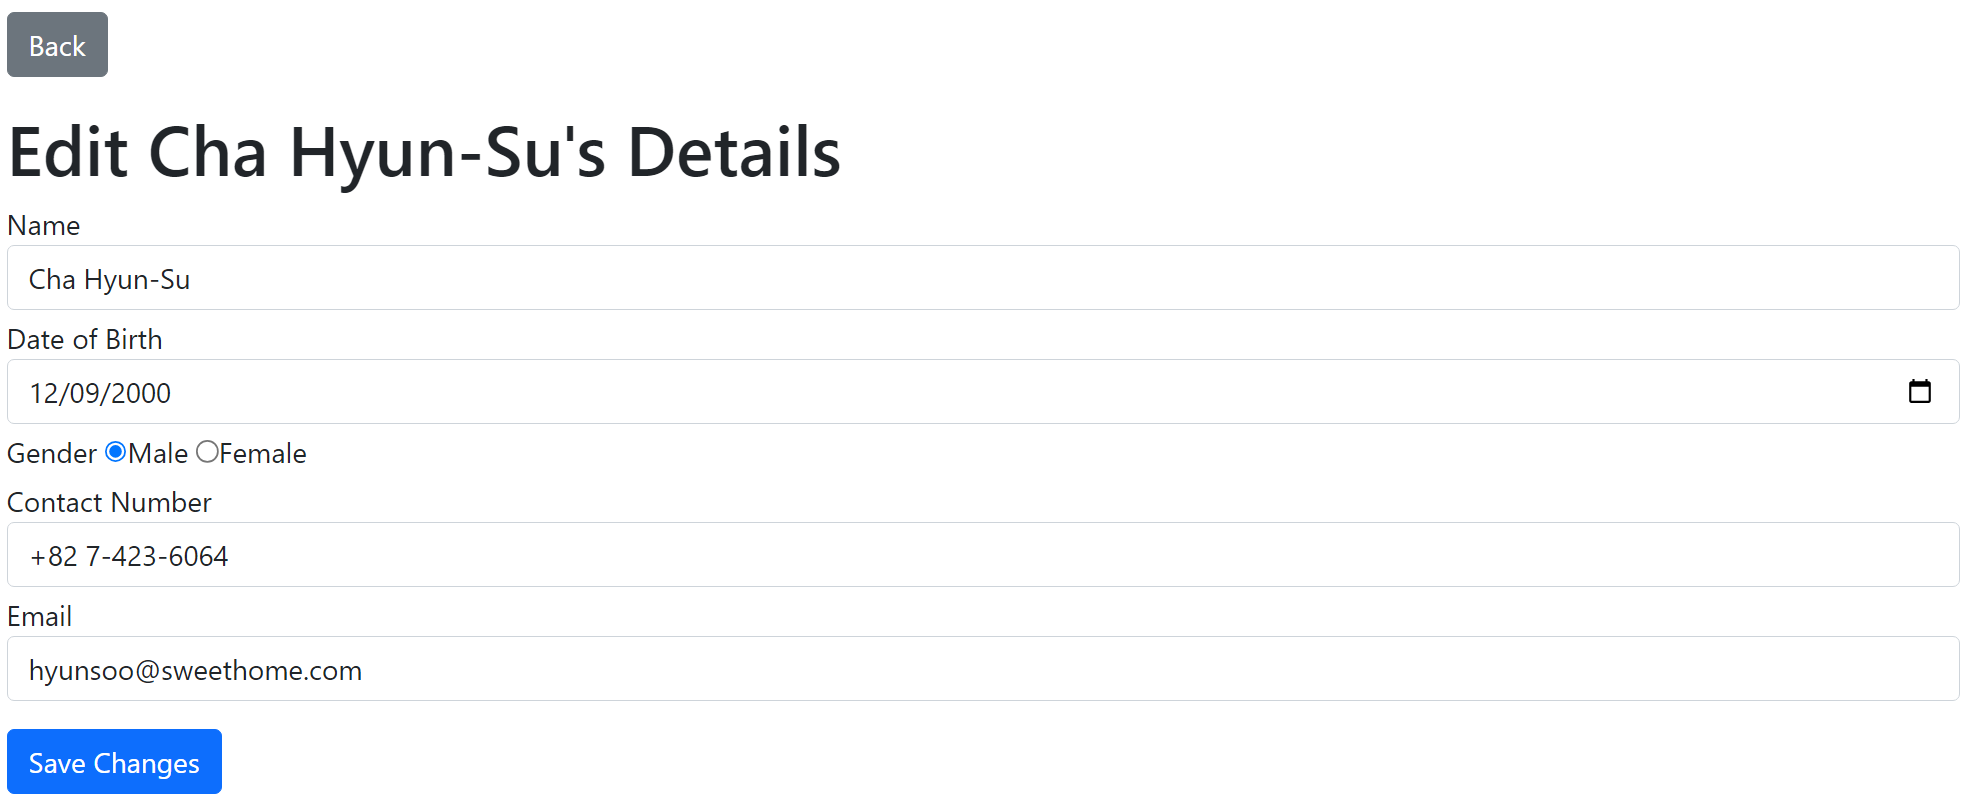 Back
Edit Cha Hyun-Su's Details
Name
Cha Hyun-Su
Date of Birth
12/09/2000
Gender Male Female
Contact Number
+82 7-423-6064
Email
hyunsoo@sweethome.com
Save Changes